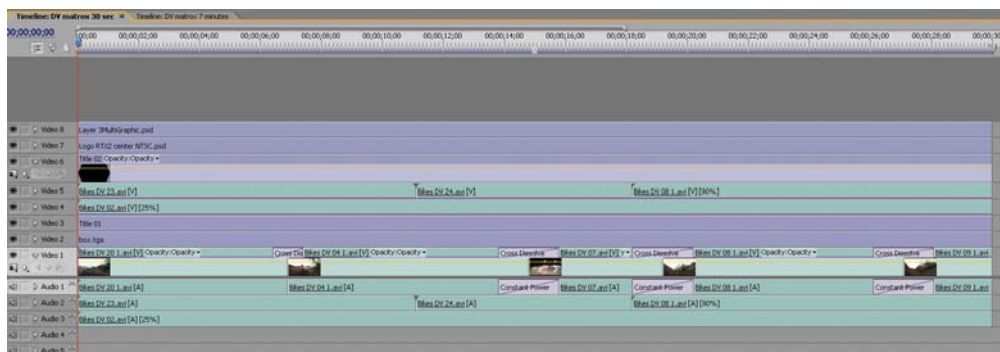 Timeline: DV matrox 30 sec Timeline: DV matrox 7 minutes
00;00;00;00 00;00 00;00;02;00 00;00;04;00 00;00;06;00 00;00;08;00 00;00;10;00 00;00;12;00 00;00;14;00 00;00;16;00 00;00;18;00 00;00;20;00 00;00;22;00 00;00;24;00 00;00;26;00 00;00;28;00 00;00;30
Video 8 Layer 3MultiGraphic.psd
Video 7 Logo RTX2 center NTSC.psd
Video 6 Title 02 Opacity:Opacity
Video 5 Bikes DV 23.avi [V] Bikes DV 24.avi [V] Bikes DV 08 1.avi [V] [80%]
Video 4 Bikes DV 02.avi [V] [25%]
Video 3 Title 01
Video 2 box.tga
Video 1 Bikes DV 20 1.avi [V] Opacity:Opacity Cross Dis Bikes DV 04 1.avi [V] Opacity:Opacity Cross Dissolve Bikes DV 07.avi [V] Cross Dissolve Bikes DV 08 1.avi [V] Opacity:Opacity Cross Dissolve Bikes DV 09 1.avi
Audio 1 Bikes DV 20 1.avi [A] Bikes DV 04 1.avi [A] Constant Power Bikes DV 07.avi [A] Constant Power Bikes DV 08 1.avi [A] Constant Power Bikes DV 09 1.avi
Audio 2 Bikes DV 23.avi [A] Bikes DV 24.avi [A] Bikes DV 08 1.avi [A] [80%]
Audio 3 Bikes DV 02.avi [A] [25%]
Audio 4
Audio 5